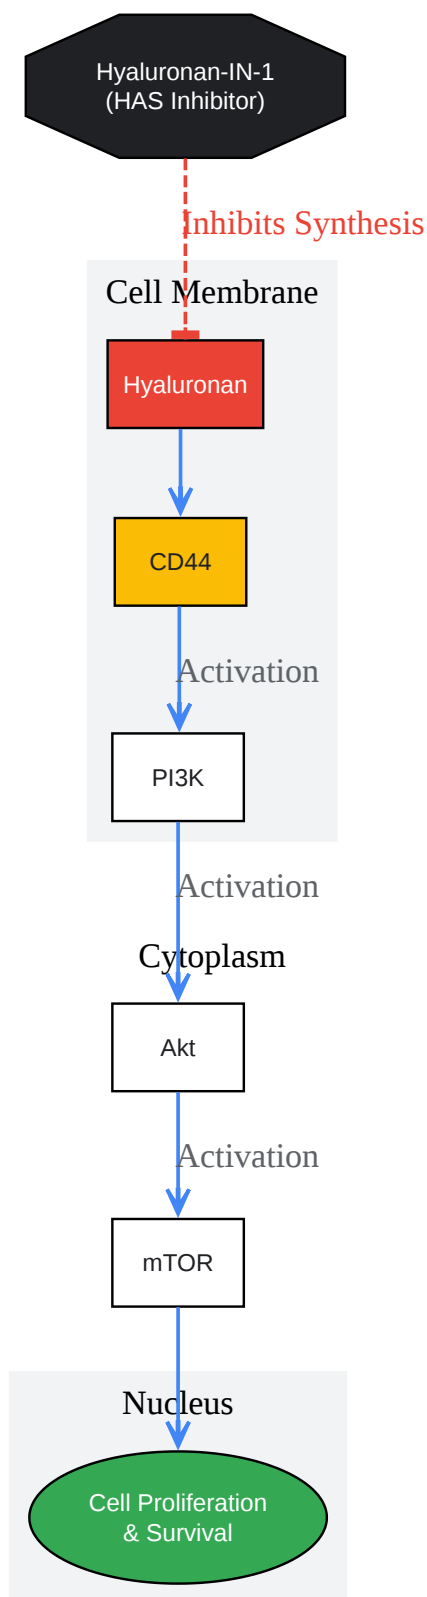 Hyaluronan-IN-1
(HAS Inhibitor)
Inhibits Synthesis
Cell Membrane
Hyaluronan
CD44
Activation
PI3K
Activation
Cytoplasm
Akt
Activation
mTOR
Nucleus
Cell Proliferation
& Survival